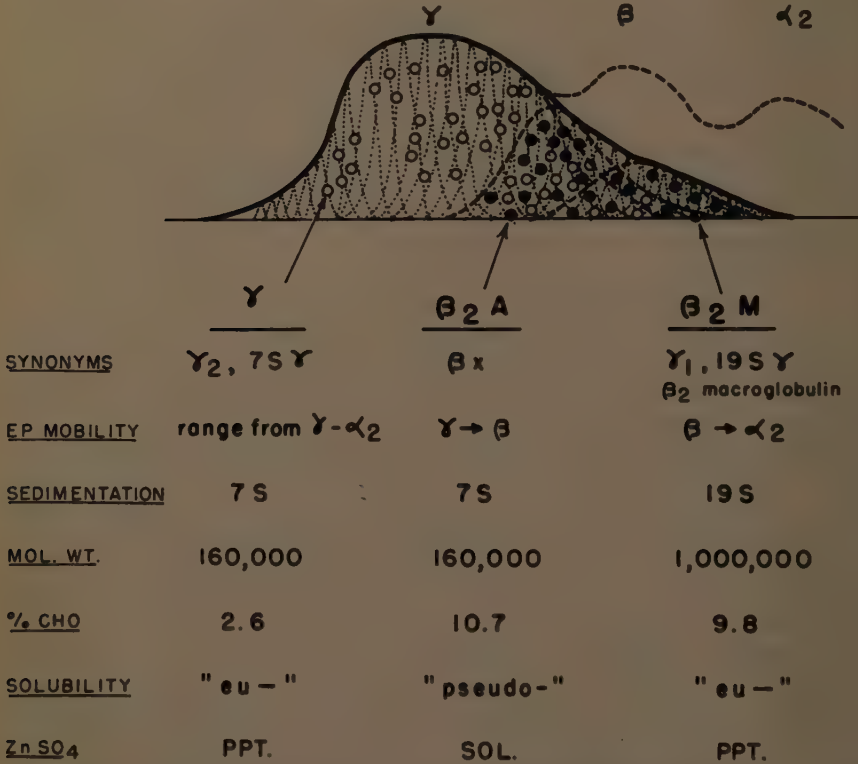 γ β α2
γ β2 A β2 M
SYNONYMS γ2, 7S γ βx γ1, 19S γ
β2 macroglobulin
EP MOBILITY range from γ-α2 γ → β β → α2
SEDIMENTATION 7S 7S 19S
MOL. WT. 160,000 160,000 1,000,000
% CHO 2.6 10.7 9.8
SOLUBILITY "eu—" "pseudo-" "eu—"
ZnSO4 PPT. SOL. PPT.